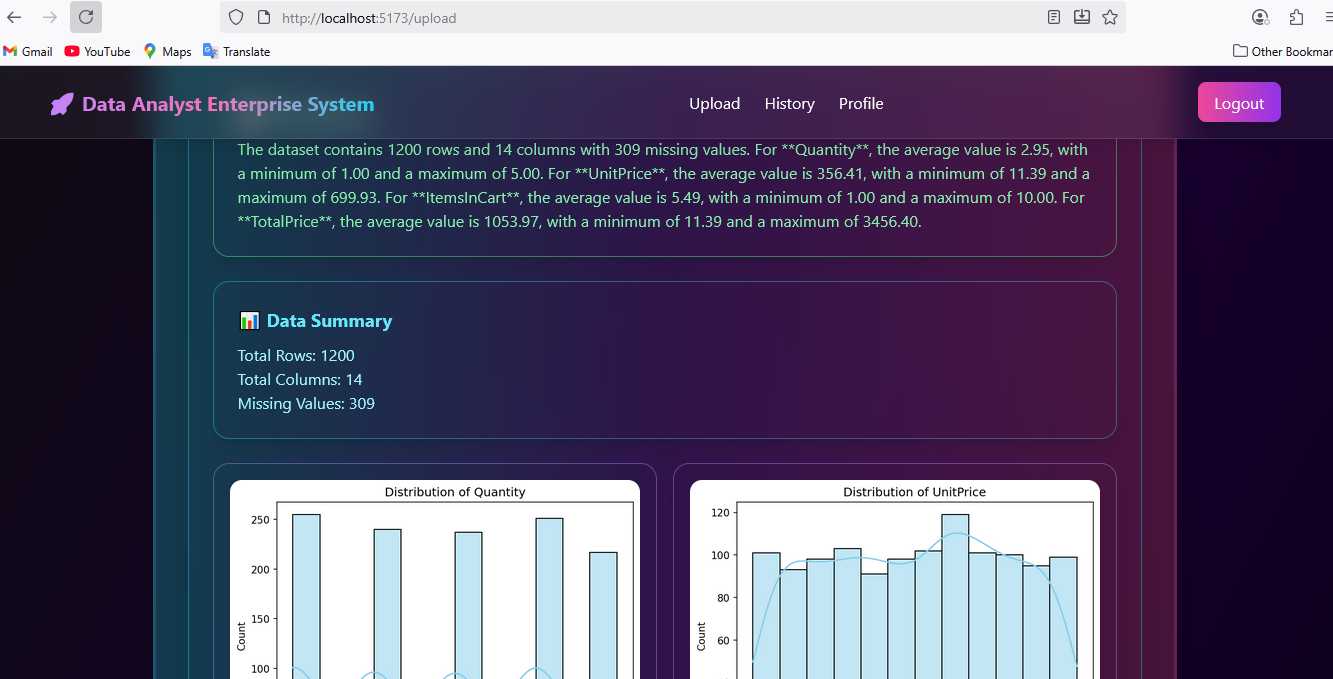 http://localhost:5173/upload
Gmail YouTube Maps Translate Other Bookmar
Data Analyst Enterprise System Upload History Profile Logout
The dataset contains 1200 rows and 14 columns with 309 missing values. For **Quantity**, the average value is 2.95, with
a minimum of 1.00 and a maximum of 5.00. For **UnitPrice**, the average value is 356.41, with a minimum of 11.39 and a
maximum of 699.93. For **ItemsInCart**, the average value is 5.49, with a minimum of 1.00 and a maximum of 10.00. For
**TotalPrice**, the average value is 1053.97, with a minimum of 11.39 and a maximum of 3456.40.
Data Summary
Total Rows: 1200
Total Columns: 14
Missing Values: 309
Distribution of Quantity
250
200
150
100
Count
Distribution of UnitPrice
120
100
80
60
Count